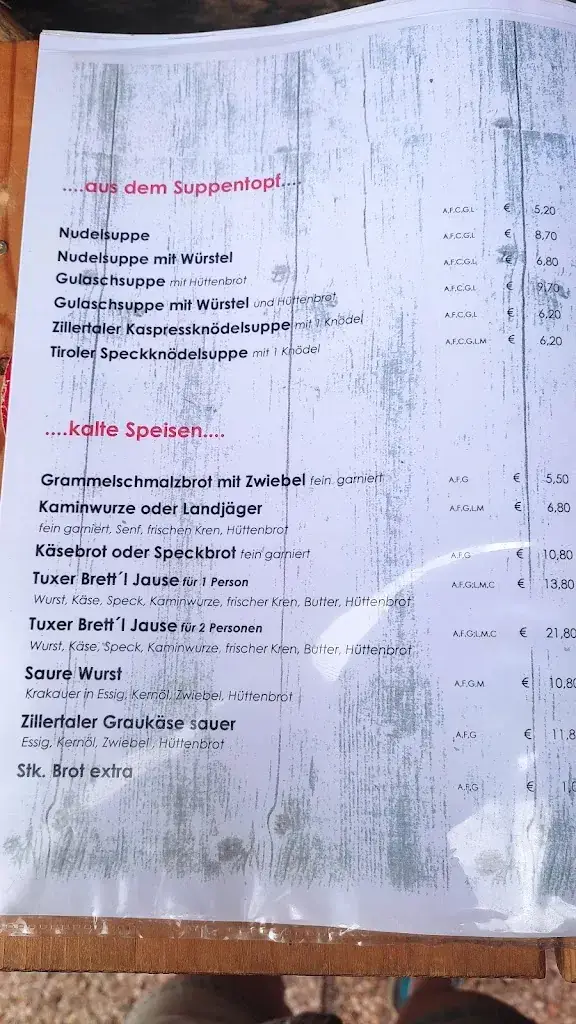 ....aus dem Suppentopf....
Nudelsuppe A,F,C,G,L € 5,20
Nudelsuppe mit Würstel A,F,C,G,L € 8,70
Gulaschsuppe mit Hüttenbrot A,F,C,G,L € 6,80
Gulaschsuppe mit Würstel und Hüttenbrot A,F,C,G,L € 9,70
Zillertaler Kaspressknödelsuppe mit 1 Knödel A,F,C,G,L € 6,20
Tiroler Speckknödelsuppe mit 1 Knödel A,F,C,G,L,M € 6,20
....kalte Speisen....
Grammelschmalzbrot mit Zwiebel fein garniert A,F,G € 5,50
Kaminwurze oder Landjäger A,F,G,L,M € 6,80
fein garniert, Senf, frischen Kren, Hüttenbrot
Käsebrot oder Speckbrot fein garniert A,F,G € 10,80
Tuxer Brett´l Jause für 1 Person A,F,G;L,M,C € 13,80
Wurst, Käse, Speck, Kaminwurze, frischer Kren, Butter, Hüttenbrot
Tuxer Brett´l Jause für 2 Personen A,F,G;L,M,C € 21,80
Wurst, Käse, Speck, Kaminwurze, frischer Kren, Butter, Hüttenbrot
Saure Wurst A,F,G,M € 10,80
Krakauer in Essig, Kernöl, Zwiebel, Hüttenbrot
Zillertaler Graukäse sauer A,F,G € 11,8
Essig, Kernöl, Zwiebel, Hüttenbrot
Stk. Brot extra A,F,G €